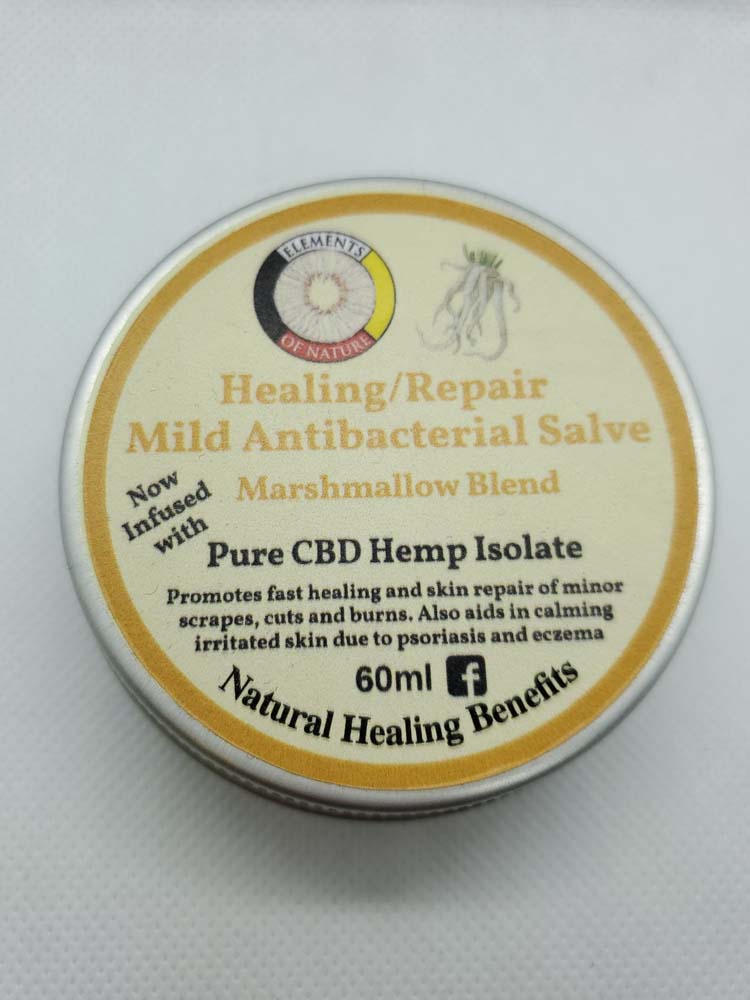 ELEMENTS
OF NATURE
Healing/Repair
Mild Antibacterial Salve
Marshmallow Blend
Now
Infused
with
Pure CBD Hemp Isolate
Promotes fast healing and skin repair of minor
scrapes, cuts and burns. Also aids in calming
irritated skin due to psoriasis and eczema
60ml f
Natural Healing Benefits